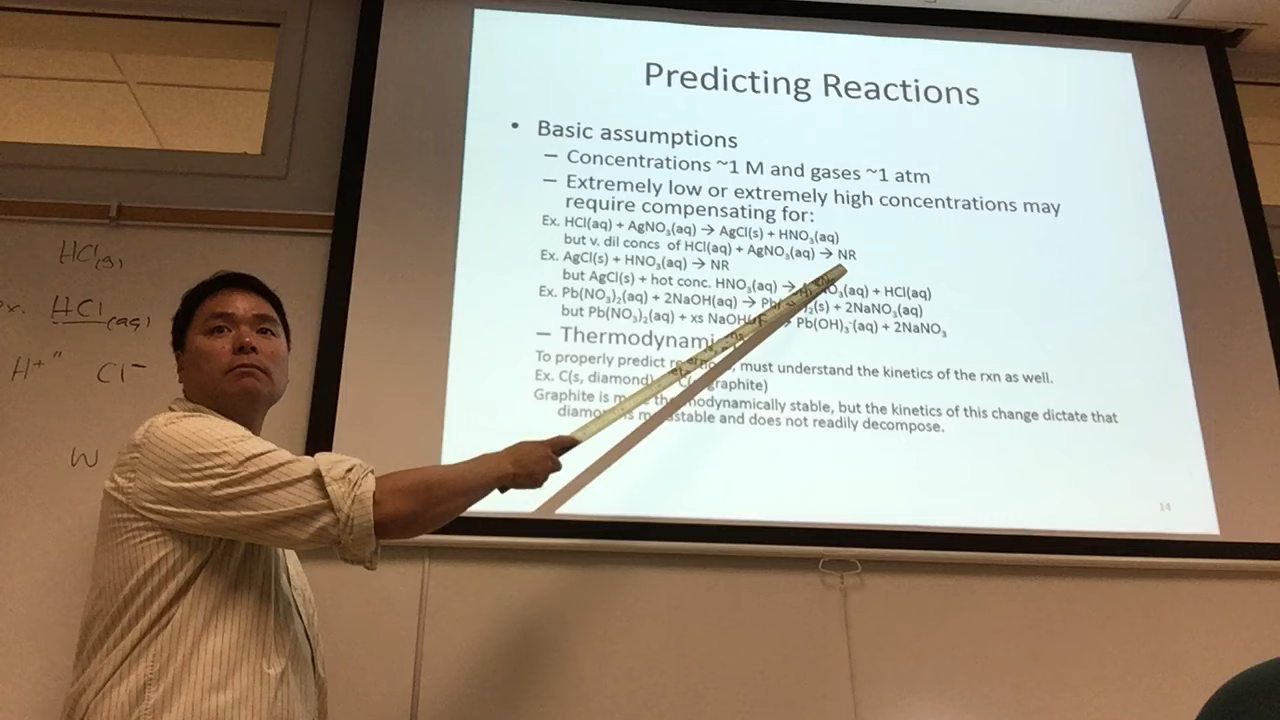 Predicting Reactions
• Basic assumptions
– Concentrations ~1 M and gases ~1 atm
– Extremely low or extremely high concentrations may
require compensating for:
Ex. HCl(aq) + AgNO₃(aq) → AgCl(s) + HNO₃(aq)
but v. dil concs of HCl(aq) + AgNO₃(aq) → NR
Ex. AgCl(s) + HNO₃(aq) → NR
but AgCl(s) + hot conc. HNO₃(aq) → (aq) + HCl(aq)
Ex. Pb(NO₃)₂(aq) + 2NaOH(aq) → (s) + 2NaNO₃(aq)
but Pb(NO₃)₂(aq) + xs NaOH → Pb(OH)₃⁻(aq) + 2NaNO₃
–
To properly predict must understand the kinetics of the rxn as well.
Ex. C(s, diamond) graphite)
Graphite is thermodynamically stable, but the kinetics of this change dictate that
is and does not readily decompose.
14
HCl(g)
HCl(aq)
H⁺ " Cl⁻
W